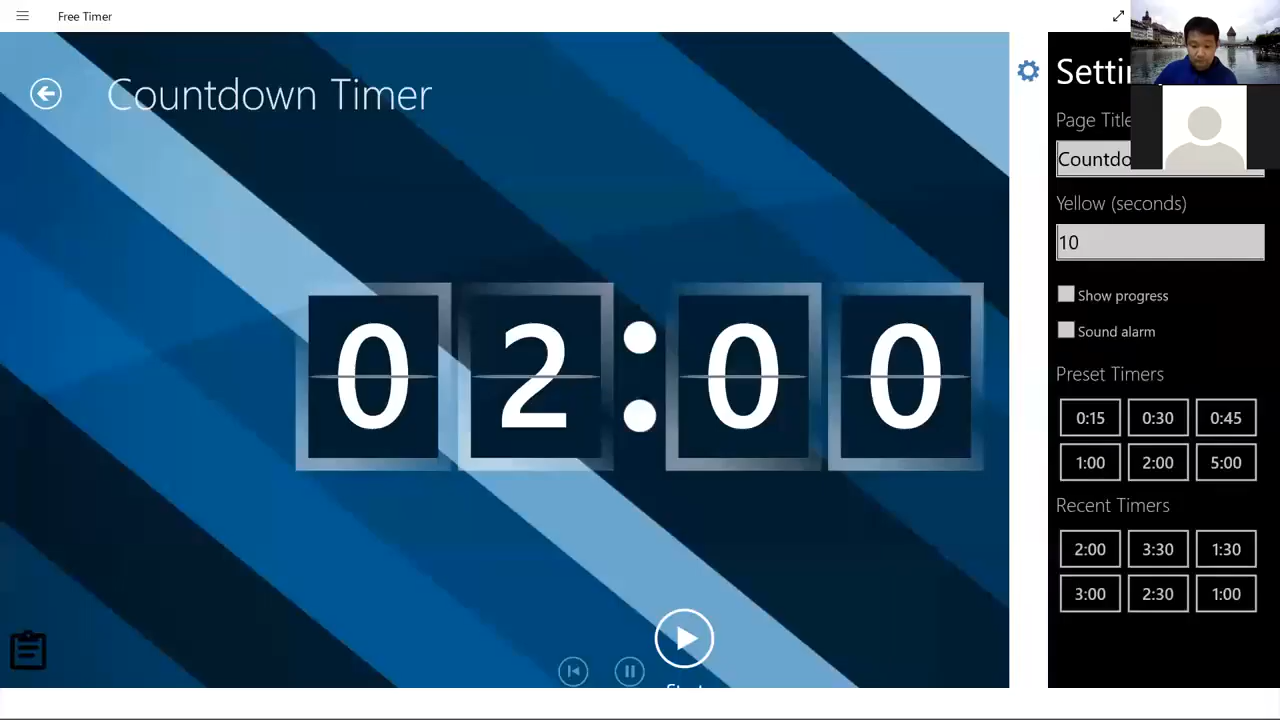 Free Timer
Countdown Timer
02:00
Setti
Page Title
Countdo
Yellow (seconds)
10
Show progress
Sound alarm
Preset Timers
0:15 0:30 0:45
1:00 2:00 5:00
Recent Timers
2:00 3:30 1:30
3:00 2:30 1:00